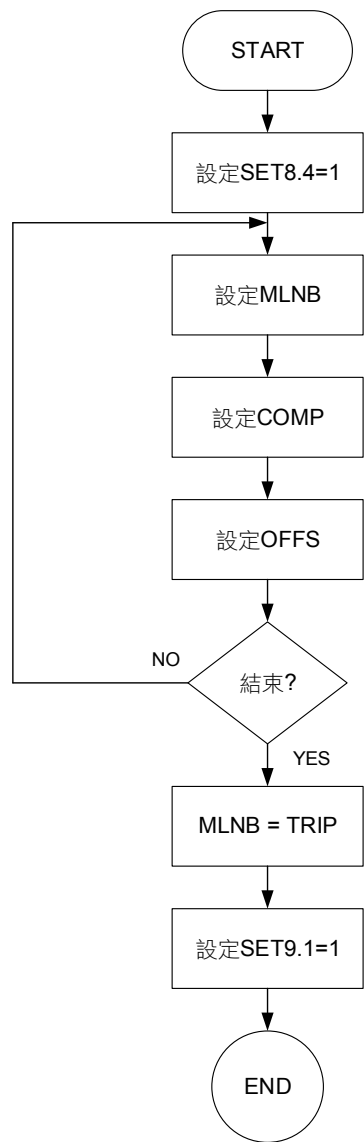 START
設定SET8.4=1
設定MLNB
設定COMP
設定OFFS
NO
結束?
YES
MLNB = TRIP
設定SET9.1=1
END